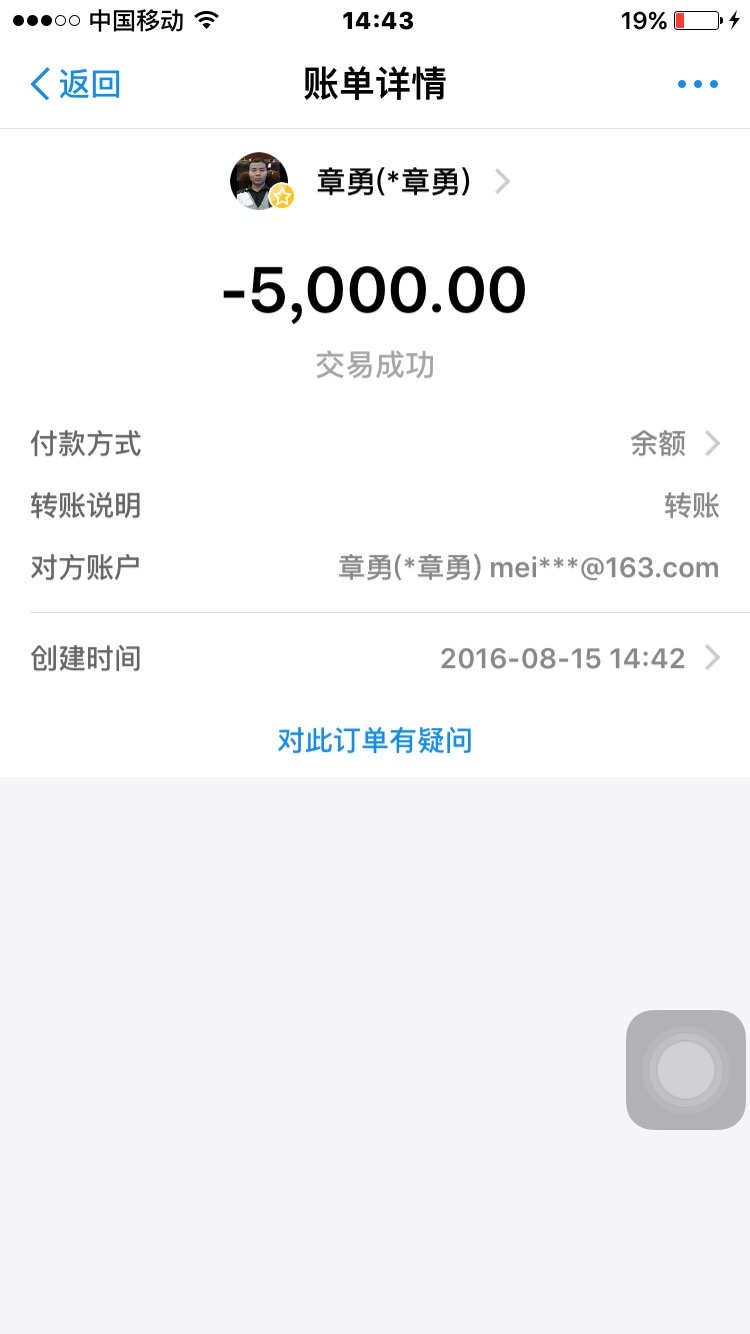 中国移动 14:43 19%
返回 账单详情
章勇(*章勇)
-5,000.00
交易成功
付款方式 余额
转账说明 转账
对方账户 章勇(*章勇) mei***@163.com
创建时间 2016-08-15 14:42
对此订单有疑问